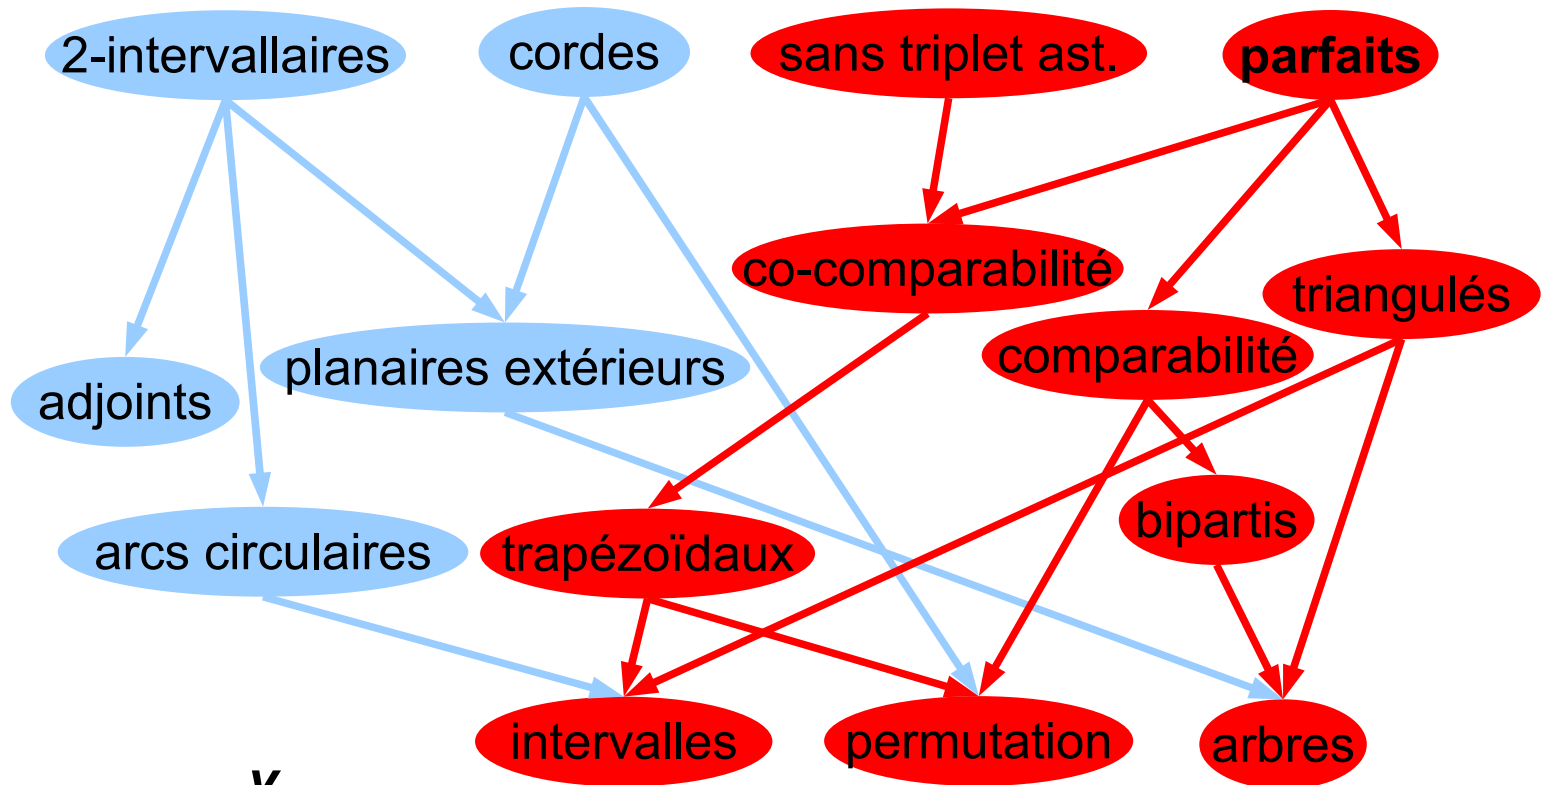 2-intervallaires
cordes
sans triplet ast.
parfaits
co-comparabilité
triangulés
comparabilité
planaires extérieurs
adjoints
bipartis
arcs circulaires
trapézoïdaux
intervalles
permutation
arbres